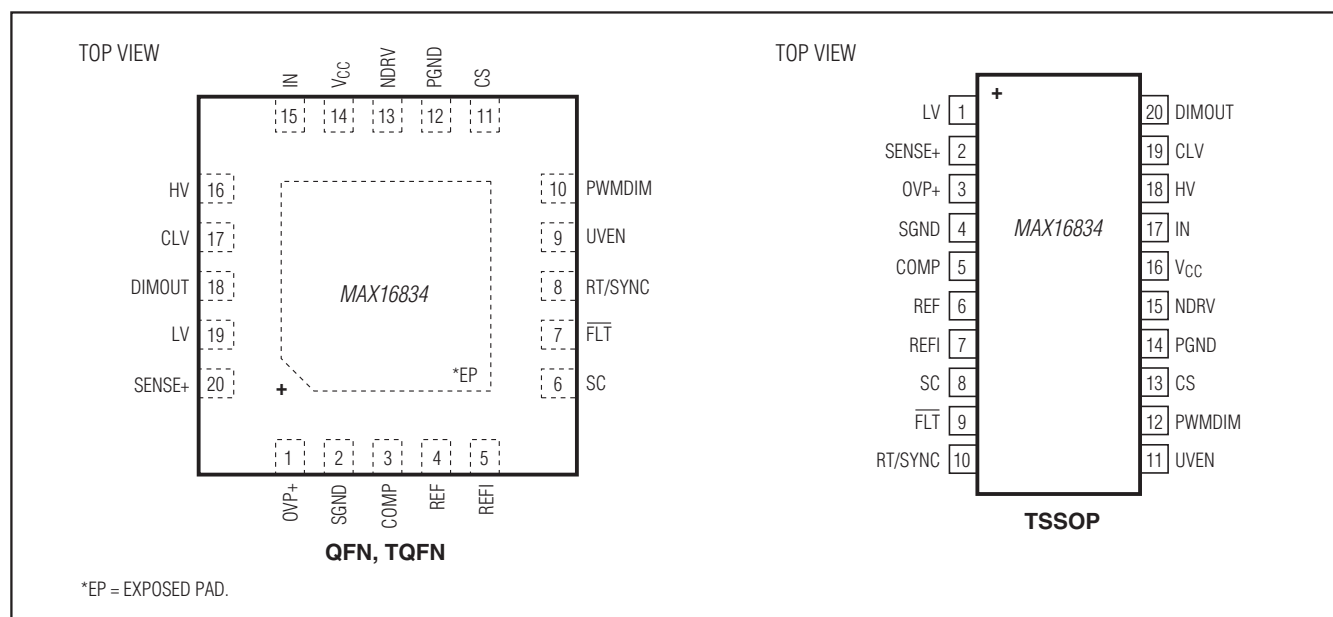 TOP VIEW
IN VCC NDRV PGND CS
15 14 13 12 11
HV 16
CLV 17
DIMOUT 18
LV 19
SENSE+ 20
MAX16834
*EP
+
10 PWMDIM
9 UVEN
8 RT/SYNC
7 FLT
6 SC
1 2 3 4 5
OVP+ SGND COMP REF REFI
QFN, TQFN
*EP = EXPOSED PAD.
TOP VIEW
+
LV 1 20 DIMOUT
SENSE+ 2 19 CLV
OVP+ 3 18 HV
SGND 4 MAX16834 17 IN
COMP 5 16 VCC
REF 6 15 NDRV
REFI 7 14 PGND
SC 8 13 CS
FLT 9 12 PWMDIM
RT/SYNC 10 11 UVEN
TSSOP